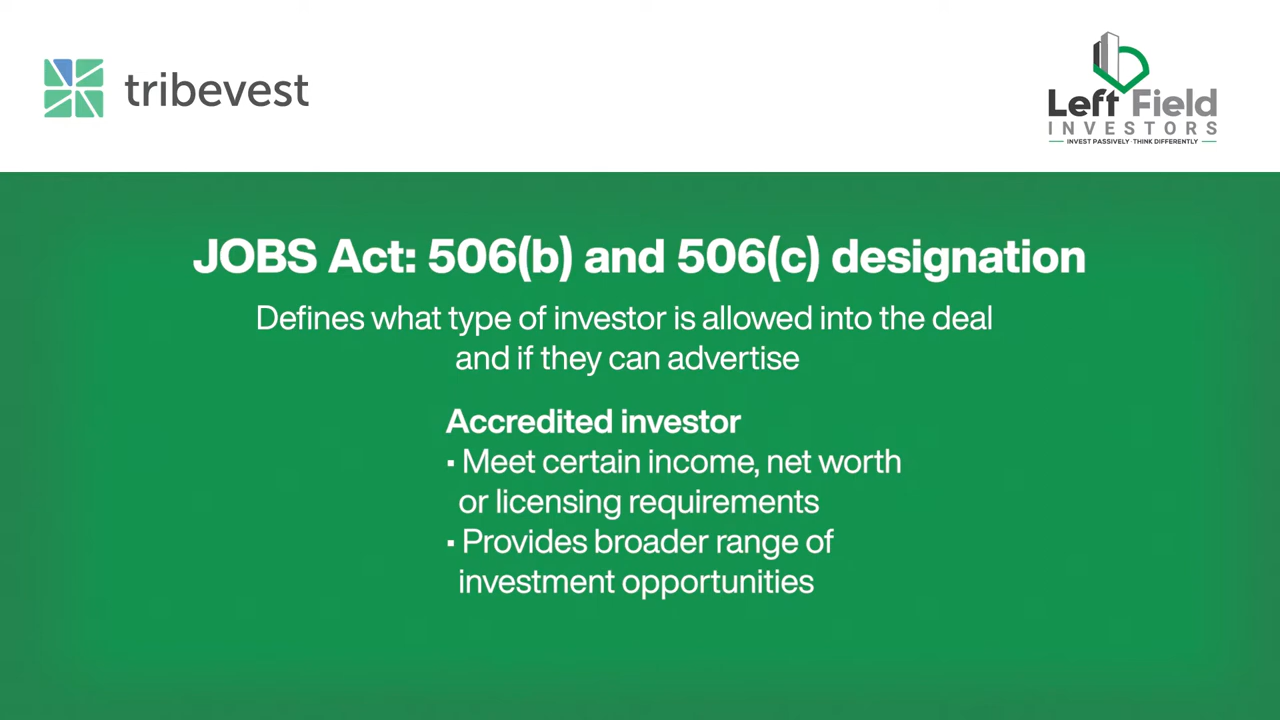 tribevest
Left Field
INVESTORS
INVEST PASSIVELY · THINK DIFFERENTLY
JOBS Act: 506(b) and 506(c) designation
Defines what type of investor is allowed into the deal
and if they can advertise
Accredited investor
▪ Meet certain income, net worth
or licensing requirements
▪ Provides broader range of
investment opportunities